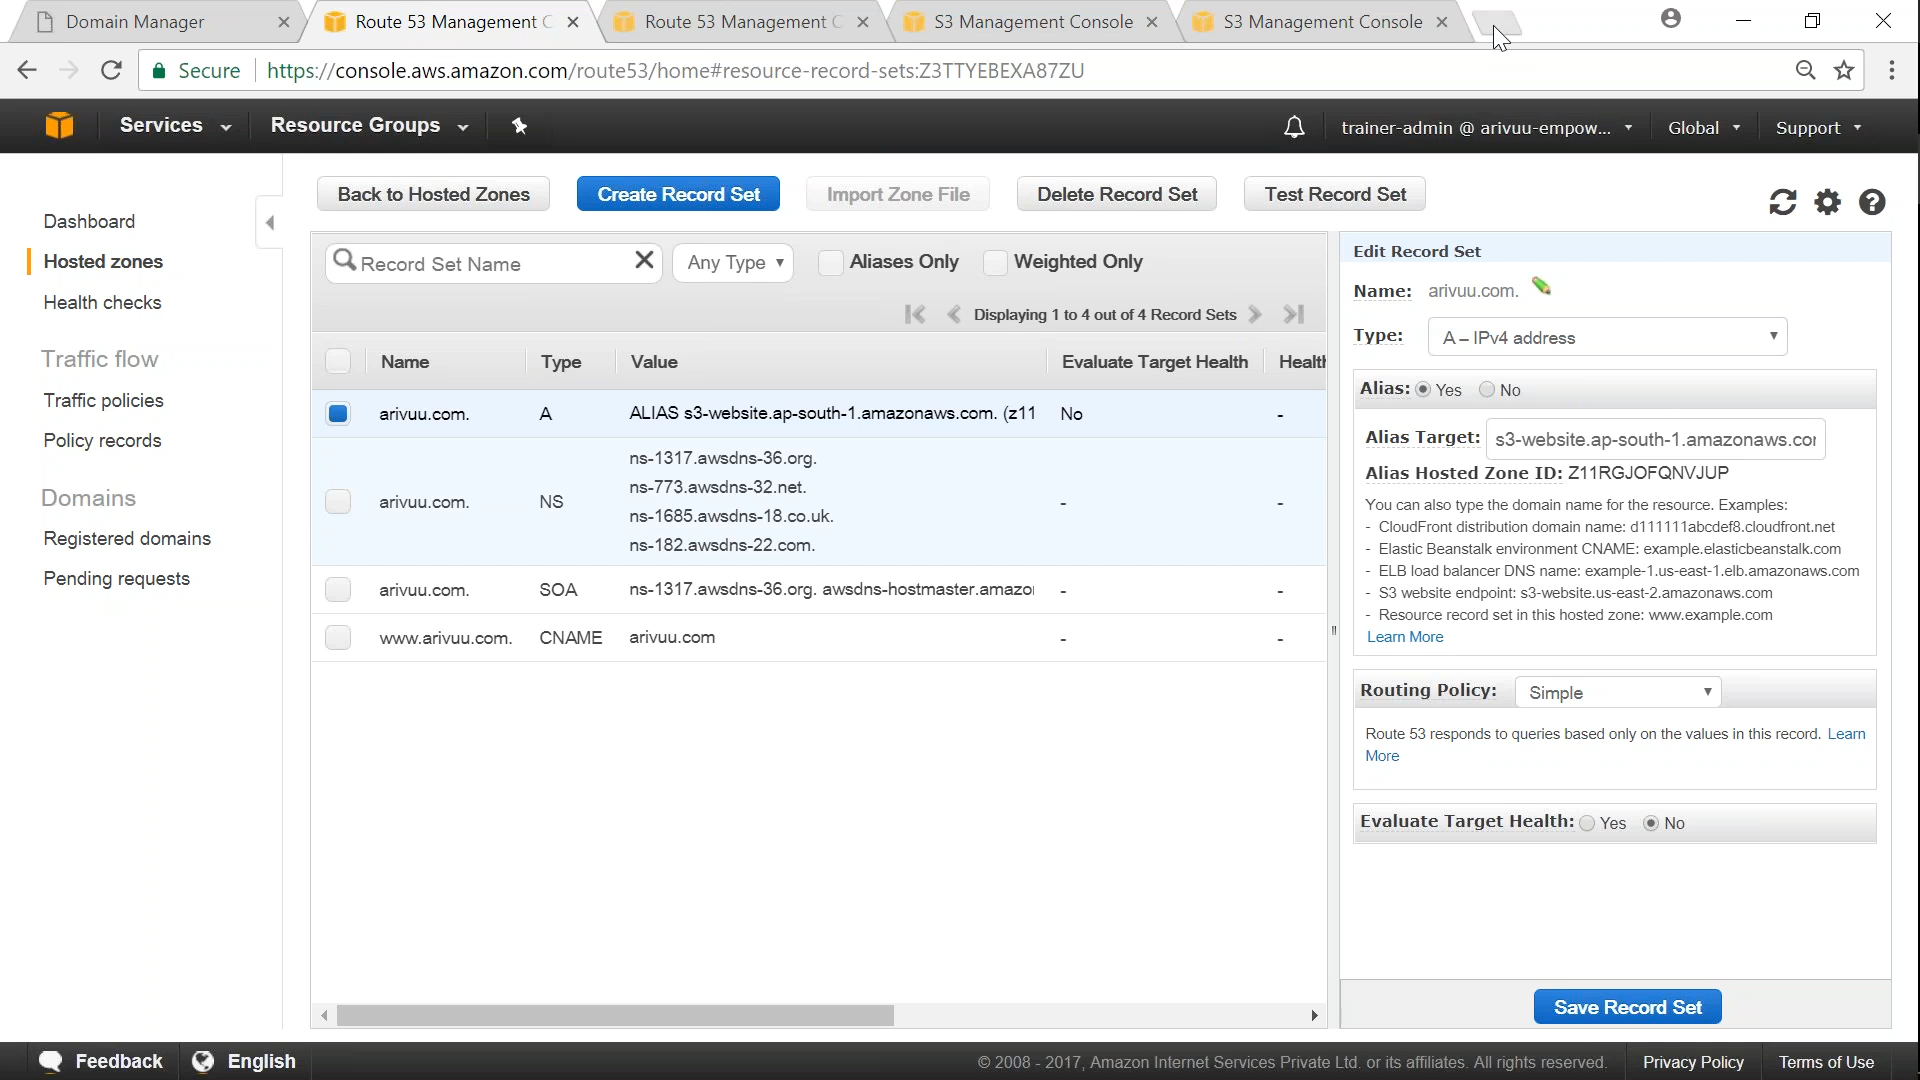 Domain Manager
Route 53 Management C
Route 53 Management C
S3 Management Console
S3 Management Console
Secure
https://console.aws.amazon.com/route53/home#resource-record-sets:Z3TTYEBEXA87ZU
Services
Resource Groups
trainer-admin @ arivuu-empow...
Global
Support
Dashboard
Hosted zones
Health checks
Traffic flow
Traffic policies
Policy records
Domains
Registered domains
Pending requests
Back to Hosted Zones
Create Record Set
Import Zone File
Delete Record Set
Test Record Set
Record Set Name
Any Type
Aliases Only
Weighted Only
Displaying 1 to 4 out of 4 Record Sets
Name Type Value Evaluate Target Health Health
arivuu.com. A ALIAS s3-website.ap-south-1.amazonaws.com. (z11 No -
arivuu.com. NS ns-1317.awsdns-36.org. - -
ns-773.awsdns-32.net.
ns-1685.awsdns-18.co.uk.
ns-182.awsdns-22.com.
arivuu.com. SOA ns-1317.awsdns-36.org. awsdns-hostmaster.amazon - -
www.arivuu.com. CNAME arivuu.com - -
Edit Record Set
Name: arivuu.com.
Type: A – IPv4 address
Alias: Yes No
Alias Target: s3-website.ap-south-1.amazonaws.com
Alias Hosted Zone ID: Z11RGJOFQNVJUP
You can also type the domain name for the resource. Examples:
- CloudFront distribution domain name: d111111abcdef8.cloudfront.net
- Elastic Beanstalk environment CNAME: example.elasticbeanstalk.com
- ELB load balancer DNS name: example-1.us-east-1.elb.amazonaws.com
- S3 website endpoint: s3-website.us-east-2.amazonaws.com
- Resource record set in this hosted zone: www.example.com
Learn More
Routing Policy: Simple
Route 53 responds to queries based only on the values in this record. Learn
More
Evaluate Target Health: Yes No
Save Record Set
Feedback
English
© 2008 - 2017, Amazon Internet Services Private Ltd. or its affiliates. All rights reserved.
Privacy Policy
Terms of Use